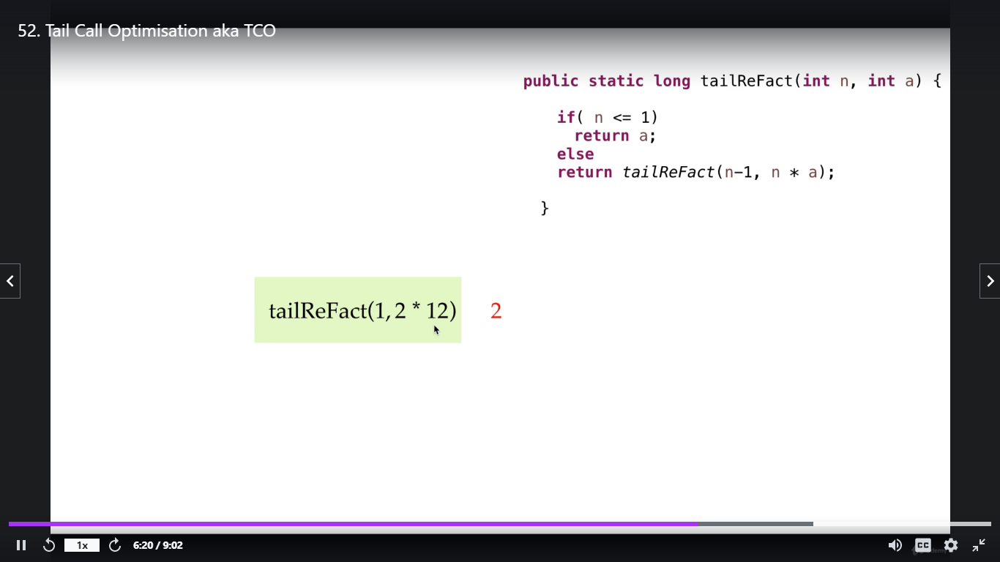 52. Tail Call Optimisation aka TCO
public static long tailReFact(int n, int a) {
if( n <= 1)
return a;
else
return tailReFact(n-1, n * a);
}
tailReFact(1, 2 * 12) 2
1x 6:20 / 9:02 CC